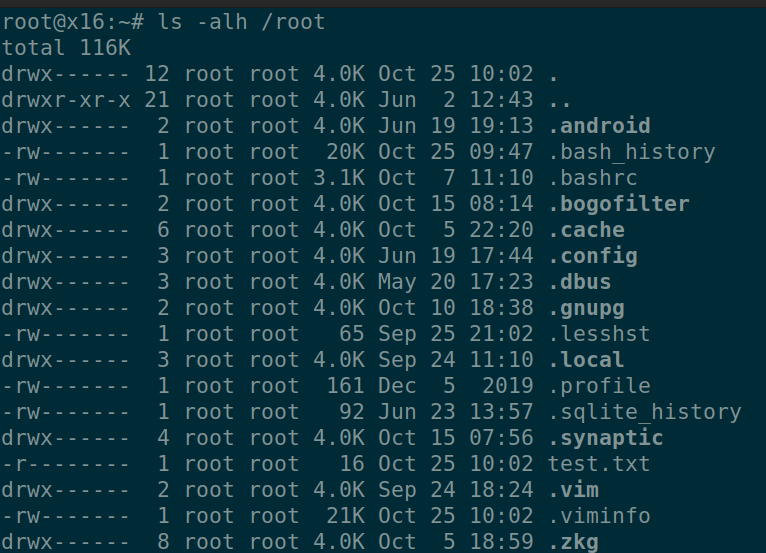 root@x16:~# ls -alh /root
total 116K
drwx------ 12 root root 4.0K Oct 25 10:02 .
drwxr-xr-x 21 root root 4.0K Jun  2 12:43 ..
drwx------  2 root root 4.0K Jun 19 19:13 .android
-rw-------  1 root root  20K Oct 25 09:47 .bash_history
-rw-------  1 root root 3.1K Oct  7 11:10 .bashrc
drwx------  2 root root 4.0K Oct 15 08:14 .bogofilter
drwx------  6 root root 4.0K Oct  5 22:20 .cache
drwx------  3 root root 4.0K Jun 19 17:44 .config
drwx------  3 root root 4.0K May 20 17:23 .dbus
drwx------  2 root root 4.0K Oct 10 18:38 .gnupg
-rw-------  1 root root   65 Sep 25 21:02 .lesshst
drwx------  3 root root 4.0K Sep 24 11:10 .local
-rw-------  1 root root  161 Dec  5  2019 .profile
-rw-------  1 root root   92 Jun 23 13:57 .sqlite_history
drwx------  4 root root 4.0K Oct 15 07:56 .synaptic
-r--------  1 root root   16 Oct 25 10:02 test.txt
drwx------  2 root root 4.0K Sep 24 18:24 .vim
-rw-------  1 root root  21K Oct 25 10:02 .viminfo
drwx------  8 root root 4.0K Oct  5 18:59 .zkg